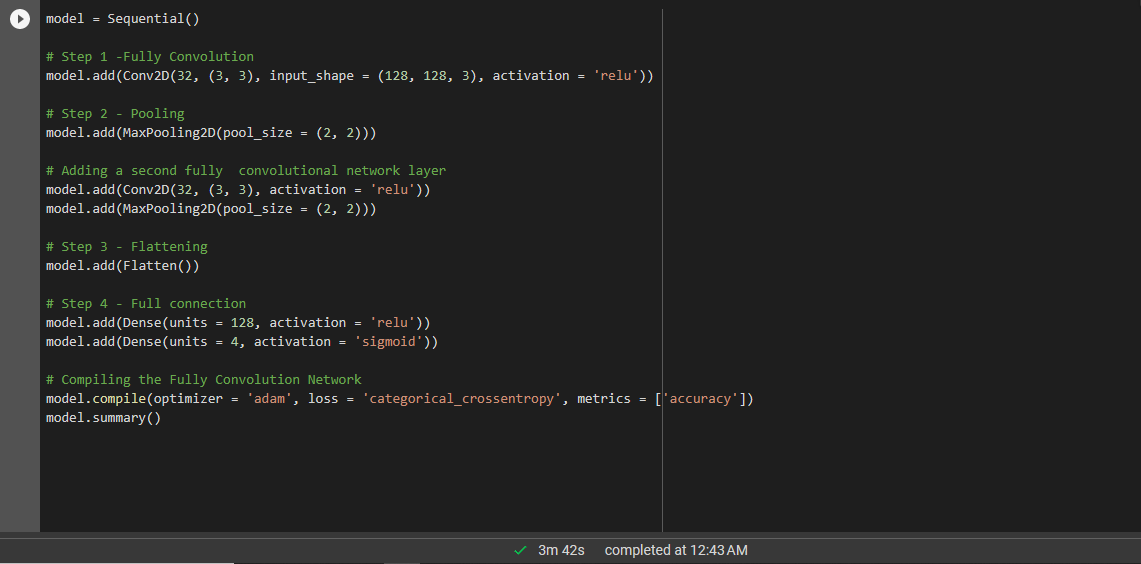 model = Sequential()
# Step 1 -Fully Convolution
model.add(Conv2D(32, (3, 3), input_shape = (128, 128, 3), activation = 'relu'))
# Step 2 - Pooling
model.add(MaxPooling2D(pool_size = (2, 2)))
# Adding a second fully  convolutional network layer
model.add(Conv2D(32, (3, 3), activation = 'relu'))
model.add(MaxPooling2D(pool_size = (2, 2)))
# Step 3 - Flattening
model.add(Flatten())
# Step 4 - Full connection
model.add(Dense(units = 128, activation = 'relu'))
model.add(Dense(units = 4, activation = 'sigmoid'))
# Compiling the Fully Convolution Network
model.compile(optimizer = 'adam', loss = 'categorical_crossentropy', metrics = ['accuracy'])
model.summary()
3m 42s completed at 12:43 AM